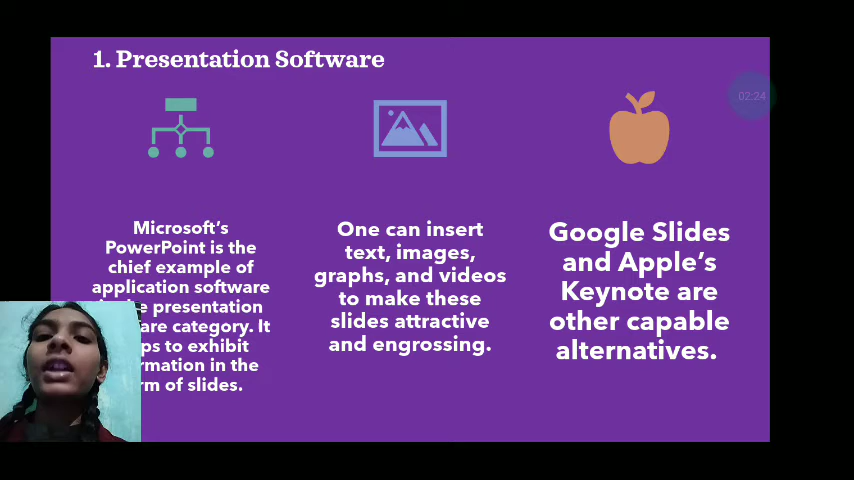 1. Presentation Software
02:24
Microsoft's
PowerPoint is the
chief example of
application software
presentation
category. It
to exhibit
in the
of slides.
One can insert
text, images,
graphs, and videos
to make these
slides attractive
and engrossing.
Google Slides
and Apple's
Keynote are
other capable
alternatives.